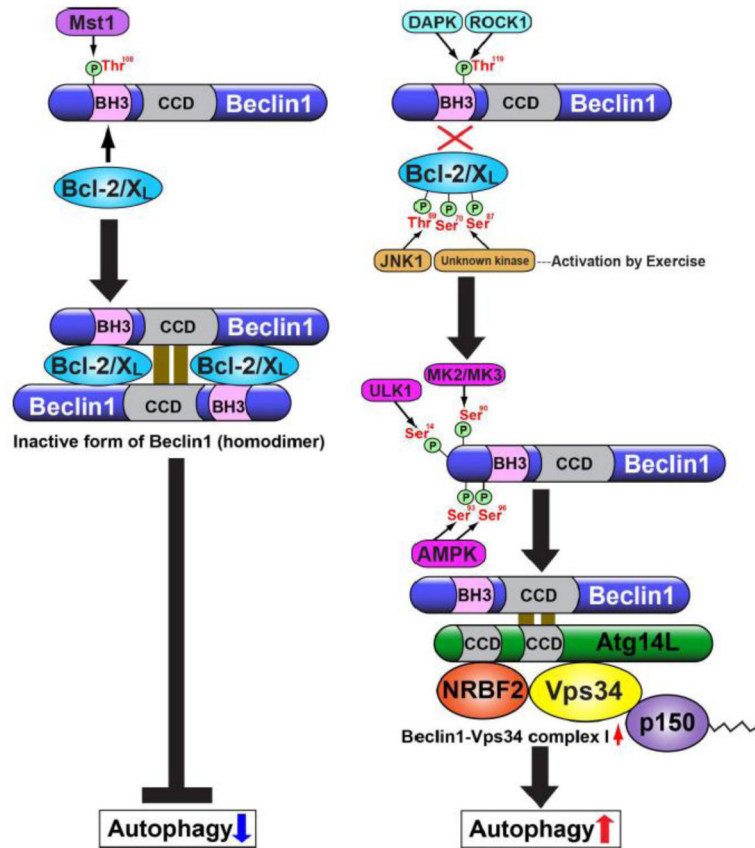 Mst1
P Thr108
BH3 CCD Beclin1
Bcl-2/XL
BH3 CCD Beclin1
Bcl-2/XL Bcl-2/XL
Beclin1 CCD BH3
Inactive form of Beclin1 (homodimer)
Autophagy
DAPK ROCK1
P Thr119
BH3 CCD Beclin1
Bcl-2/XL
P P P
Thr69 Ser70 Ser87
JNK1 Unknown kinase ---Activation by Exercise
MK2/MK3
ULK1
Ser90
Ser14 P
P
BH3 CCD Beclin1
P P
Ser93 Ser96
AMPK
BH3 CCD Beclin1
CCD CCD Atg14L
NRBF2 Vps34
p150
Beclin1-Vps34 complex I
Autophagy